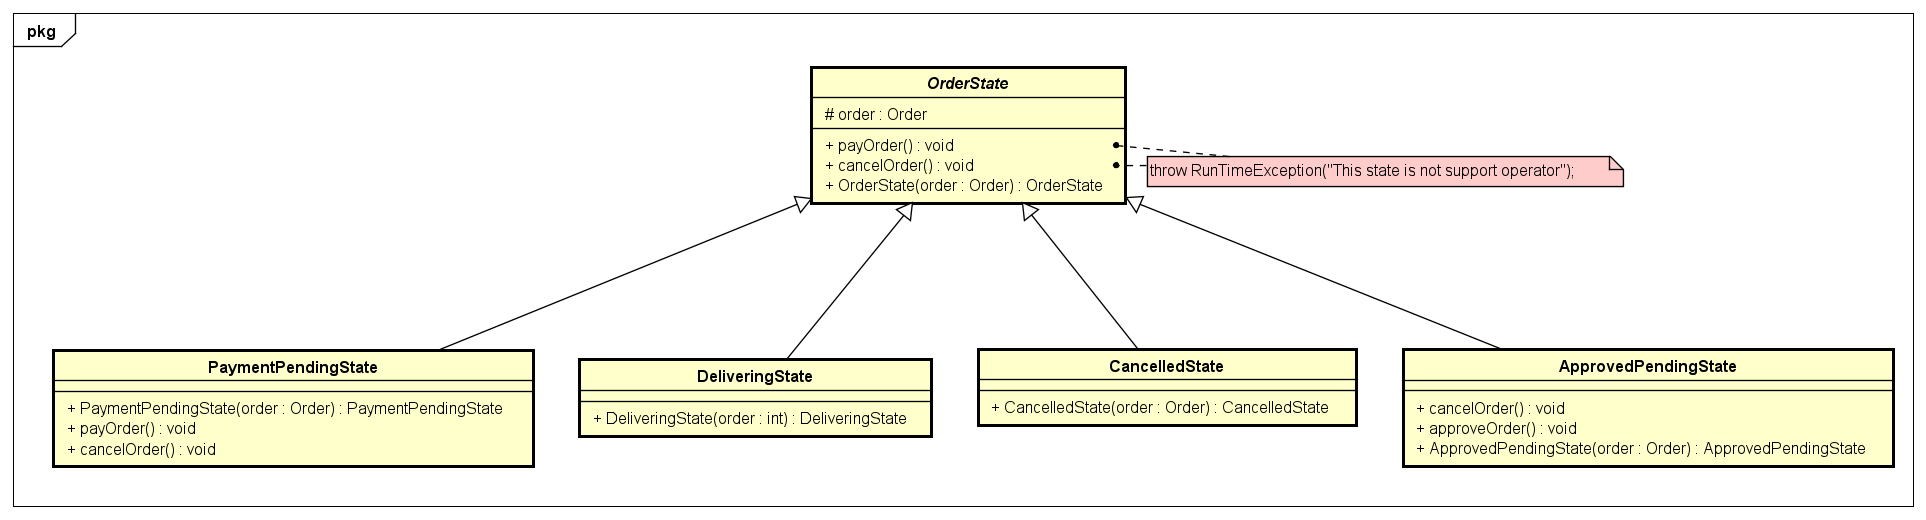 pkg
OrderState
# order : Order
+ payOrder() : void
+ cancelOrder() : void
+ OrderState(order : Order) : OrderState
throw RunTimeException("This state is not support operator");
PaymentPendingState
+ PaymentPendingState(order : Order) : PaymentPendingState
+ payOrder() : void
+ cancelOrder() : void
DeliveringState
+ DeliveringState(order : int) : DeliveringState
CancelledState
+ CancelledState(order : Order) : CancelledState
ApprovedPendingState
+ cancelOrder() : void
+ approveOrder() : void
+ ApprovedPendingState(order : Order) : ApprovedPendingState